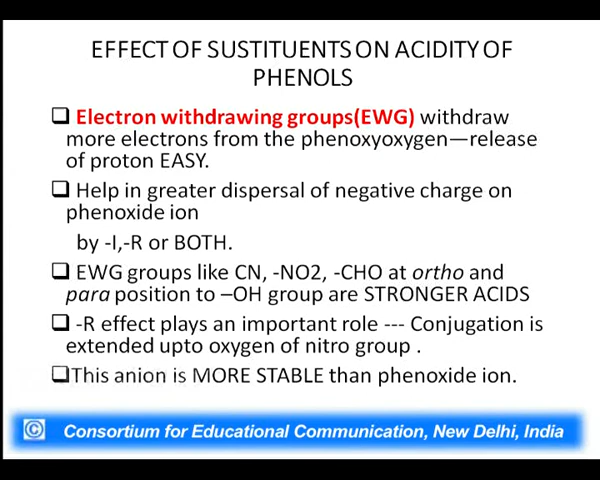 EFFECT OF SUSTITUENTS ON ACIDITY OF
PHENOLS
❑ Electron withdrawing groups(EWG) withdraw
more electrons from the phenoxyoxygen—release
of proton EASY.
❑ Help in greater dispersal of negative charge on
phenoxide ion
by -I,-R or BOTH.
❑ EWG groups like CN, -NO2, -CHO at ortho and
para position to –OH group are STRONGER ACIDS
❑ -R effect plays an important role --- Conjugation is
extended upto oxygen of nitro group .
❑This anion is MORE STABLE than phenoxide ion.
© Consortium for Educational Communication, New Delhi, India